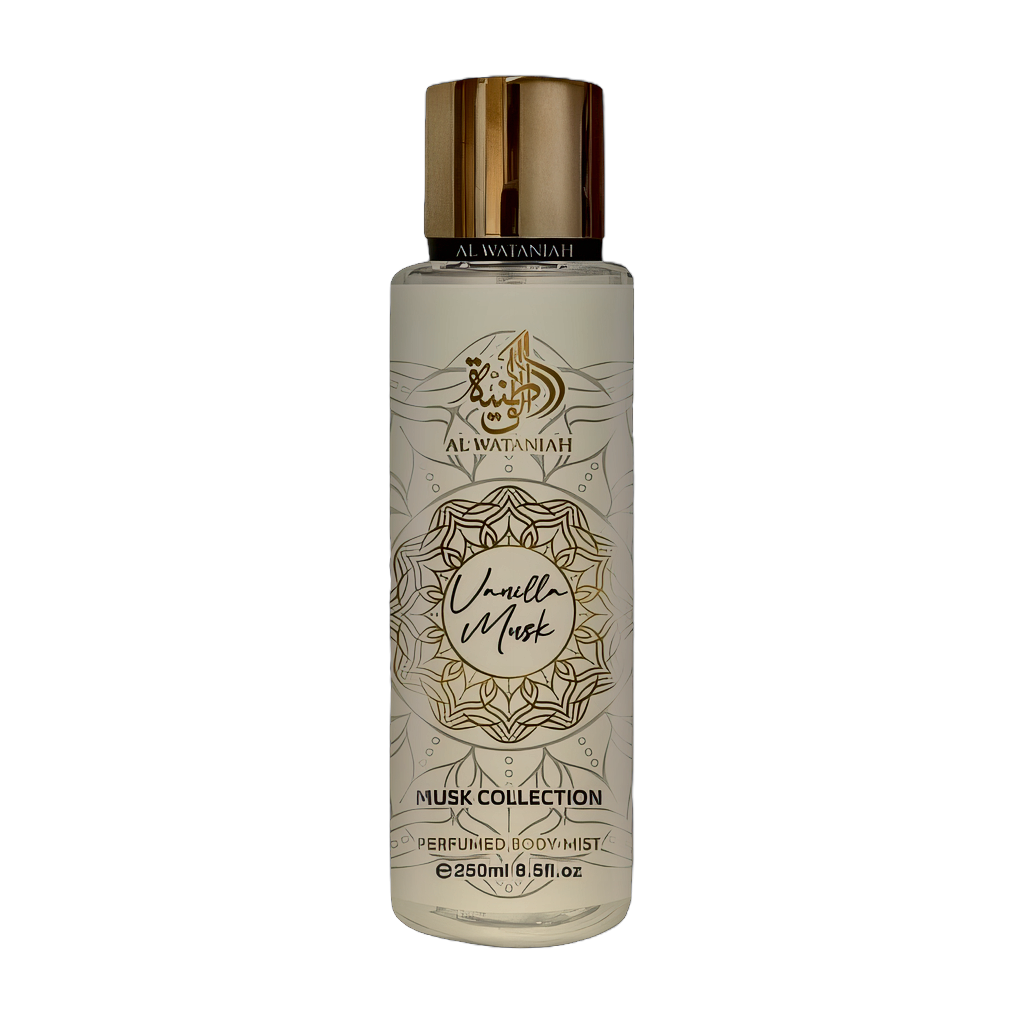 AL WATANIAH
الوطنية
AL WATANIAH
Vanilla
Musk
MUSK COLLECTION
PERFUMED BODY MIST
℮250ml 8.5fl.oz